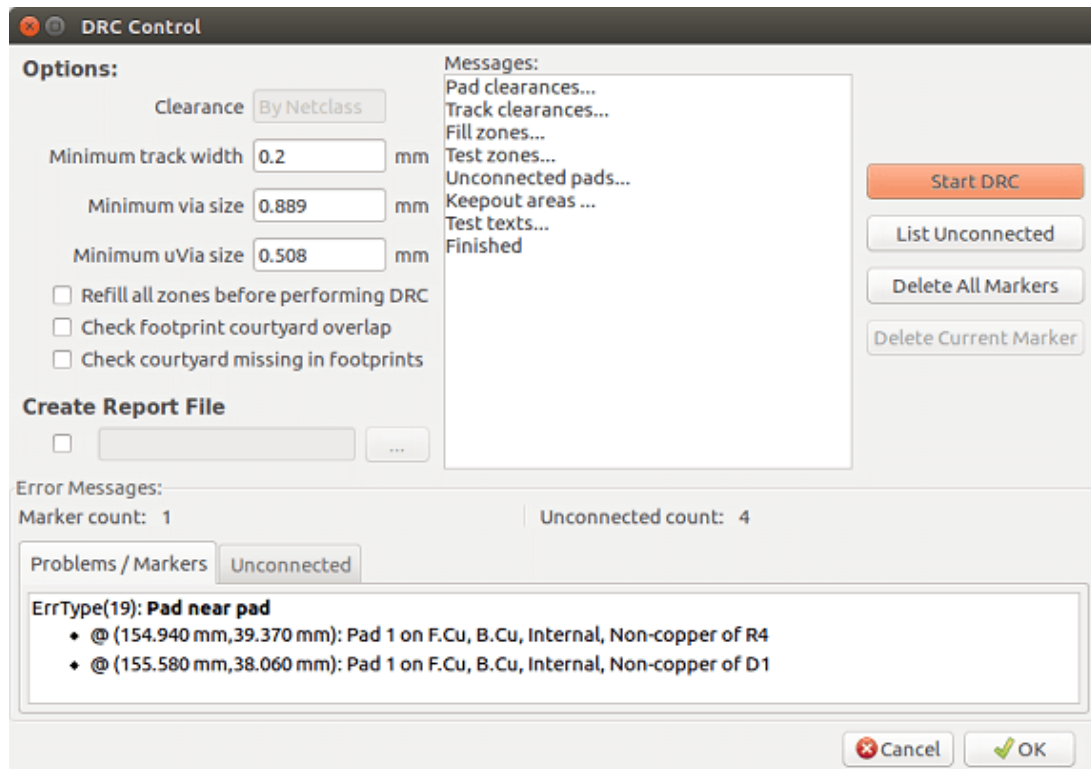 DRC Control
Options:
Clearance By Netclass
Minimum track width 0.2 mm
Minimum via size 0.889 mm
Minimum uVia size 0.508 mm
Refill all zones before performing DRC
Check footprint courtyard overlap
Check courtyard missing in footprints
Create Report File
...
Messages:
Pad clearances...
Track clearances...
Fill zones...
Test zones...
Unconnected pads...
Keepout areas ...
Test texts...
Finished
Start DRC
List Unconnected
Delete All Markers
Delete Current Marker
Error Messages:
Marker count: 1 Unconnected count: 4
Problems / Markers Unconnected
ErrType(19): Pad near pad
@ (154.940 mm,39.370 mm): Pad 1 on F.Cu, B.Cu, Internal, Non-copper of R4
@ (155.580 mm,38.060 mm): Pad 1 on F.Cu, B.Cu, Internal, Non-copper of D1
Cancel OK